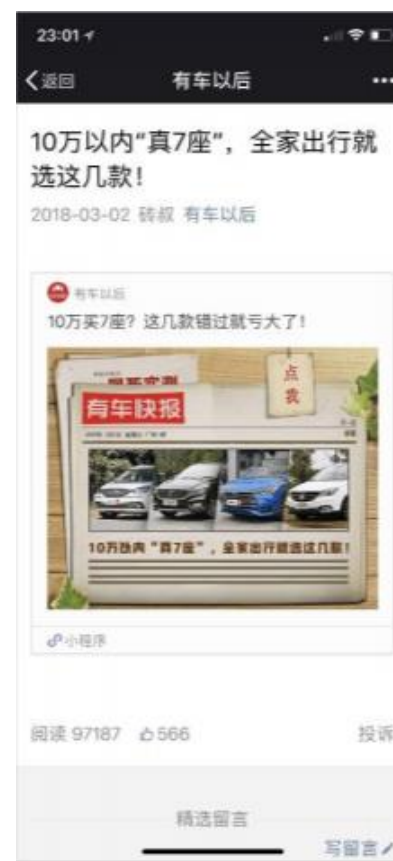 23:01
返回
有车以后
10万以内“真7座”，全家出行就
选这几款！
2018-03-02 砖叔 有车以后
有车以后
10万买7座？这几款错过就亏大了！
点我
有车快报
10万以内“真7座”，全家出行就选这几款！
小程序
阅读 97187 566
投诉
精选留言
写留言